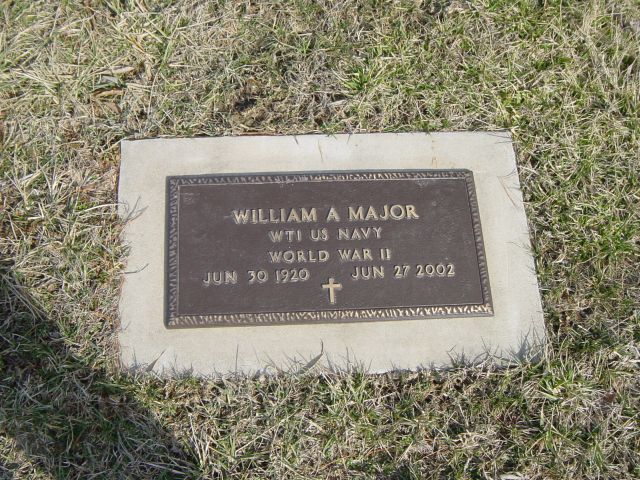 WILLIAM A MAJOR
WT1 US NAVY
WORLD WAR II
JUN 30 1920 JUN 27 2002